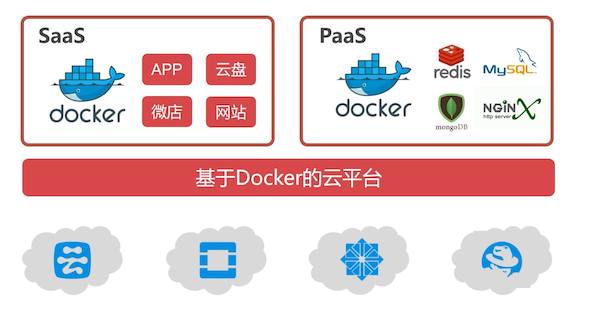 SaaS
docker
APP
云盘
微店
网站
PaaS
docker
redis
MySQL
mongoDB
NGiNX
http server
基于Docker的云平台